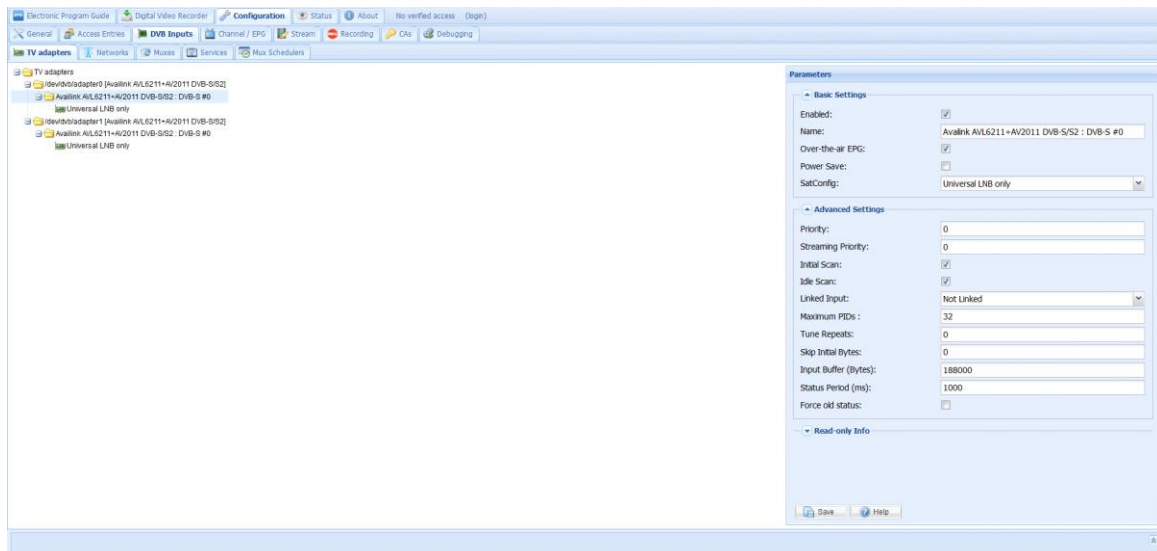 Electronic Program Guide Digital Video Recorder Configuration Status About No verified access (login)
General Access Entries DVB Inputs Channel / EPG Stream Recording CAs Debugging
TV adapters Networks Muxes Services Mux Schedulers
TV adapters
/dev/dvb/adapter0 [Availink AVL6211+AV2011 DVB-S/S2]
Availink AVL6211+AV2011 DVB-S/S2 : DVB-S #0
Universal LNB only
/dev/dvb/adapter1 [Availink AVL6211+AV2011 DVB-S/S2]
Availink AVL6211+AV2011 DVB-S/S2 : DVB-S #0
Universal LNB only
Parameters
Basic Settings
Enabled:
Name: Availink AVL6211+AV2011 DVB-S/S2 : DVB-S #0
Over-the-air EPG:
Power Save:
SatConfig: Universal LNB only
Advanced Settings
Priority: 0
Streaming Priority: 0
Initial Scan:
Idle Scan:
Linked Input: Not Linked
Maximum PIDs : 32
Tune Repeats: 0
Skip Initial Bytes: 0
Input Buffer (Bytes): 188000
Status Period (ms): 1000
Force old status:
Read-only Info
Save Help